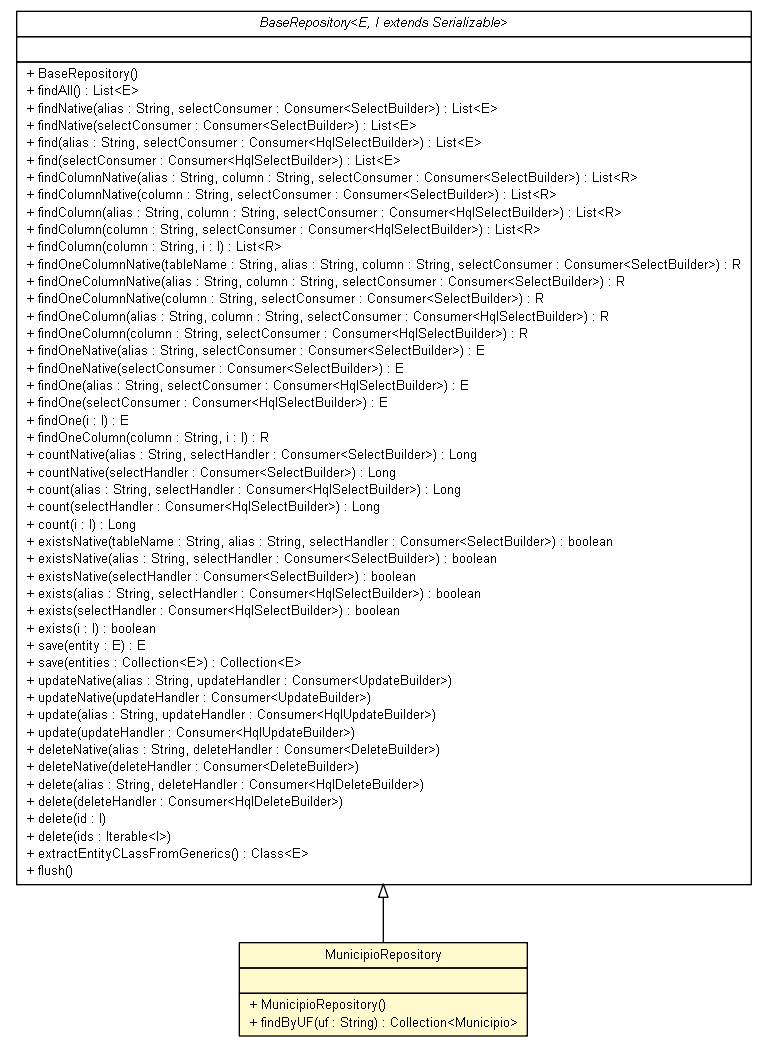 BaseRepository<E, I extends Serializable>
+ BaseRepository()
+ findAll() : List<E>
+ findNative(alias : String, selectConsumer : Consumer<SelectBuilder>) : List<E>
+ findNative(selectConsumer : Consumer<SelectBuilder>) : List<E>
+ find(alias : String, selectConsumer : Consumer<HqlSelectBuilder>) : List<E>
+ find(selectConsumer : Consumer<HqlSelectBuilder>) : List<E>
+ findColumnNative(alias : String, column : String, selectConsumer : Consumer<SelectBuilder>) : List<R>
+ findColumnNative(column : String, selectConsumer : Consumer<SelectBuilder>) : List<R>
+ findColumn(alias : String, column : String, selectConsumer : Consumer<HqlSelectBuilder>) : List<R>
+ findColumn(column : String, selectConsumer : Consumer<HqlSelectBuilder>) : List<R>
+ findColumn(column : String, i : I) : List<R>
+ findOneColumnNative(tableName : String, alias : String, column : String, selectConsumer : Consumer<SelectBuilder>) : R
+ findOneColumnNative(alias : String, column : String, selectConsumer : Consumer<SelectBuilder>) : R
+ findOneColumnNative(column : String, selectConsumer : Consumer<SelectBuilder>) : R
+ findOneColumn(alias : String, column : String, selectConsumer : Consumer<HqlSelectBuilder>) : R
+ findOneColumn(column : String, selectConsumer : Consumer<HqlSelectBuilder>) : R
+ findOneNative(alias : String, selectConsumer : Consumer<SelectBuilder>) : E
+ findOneNative(selectConsumer : Consumer<SelectBuilder>) : E
+ findOne(alias : String, selectConsumer : Consumer<HqlSelectBuilder>) : E
+ findOne(selectConsumer : Consumer<HqlSelectBuilder>) : E
+ findOne(i : I) : E
+ findOneColumn(column : String, i : I) : R
+ countNative(alias : String, selectHandler : Consumer<SelectBuilder>) : Long
+ countNative(selectHandler : Consumer<SelectBuilder>) : Long
+ count(alias : String, selectHandler : Consumer<HqlSelectBuilder>) : Long
+ count(selectHandler : Consumer<HqlSelectBuilder>) : Long
+ count(i : I) : Long
+ existsNative(tableName : String, alias : String, selectHandler : Consumer<SelectBuilder>) : boolean
+ existsNative(alias : String, selectHandler : Consumer<SelectBuilder>) : boolean
+ existsNative(selectHandler : Consumer<SelectBuilder>) : boolean
+ exists(alias : String, selectHandler : Consumer<HqlSelectBuilder>) : boolean
+ exists(selectHandler : Consumer<HqlSelectBuilder>) : boolean
+ exists(i : I) : boolean
+ save(entity : E) : E
+ save(entities : Collection<E>) : Collection<E>
+ updateNative(alias : String, updateHandler : Consumer<UpdateBuilder>)
+ updateNative(updateHandler : Consumer<UpdateBuilder>)
+ update(alias : String, updateHandler : Consumer<HqlUpdateBuilder>)
+ update(updateHandler : Consumer<HqlUpdateBuilder>)
+ deleteNative(alias : String, deleteHandler : Consumer<DeleteBuilder>)
+ deleteNative(deleteHandler : Consumer<DeleteBuilder>)
+ delete(alias : String, deleteHandler : Consumer<HqlDeleteBuilder>)
+ delete(deleteHandler : Consumer<HqlDeleteBuilder>)
+ delete(id : I)
+ delete(ids : Iterable<I>)
+ extractEntityCLassFromGenerics() : Class<E>
+ flush()
MunicipioRepository
+ MunicipioRepository()
+ findByUF(uf : String) : Collection<Municipio>